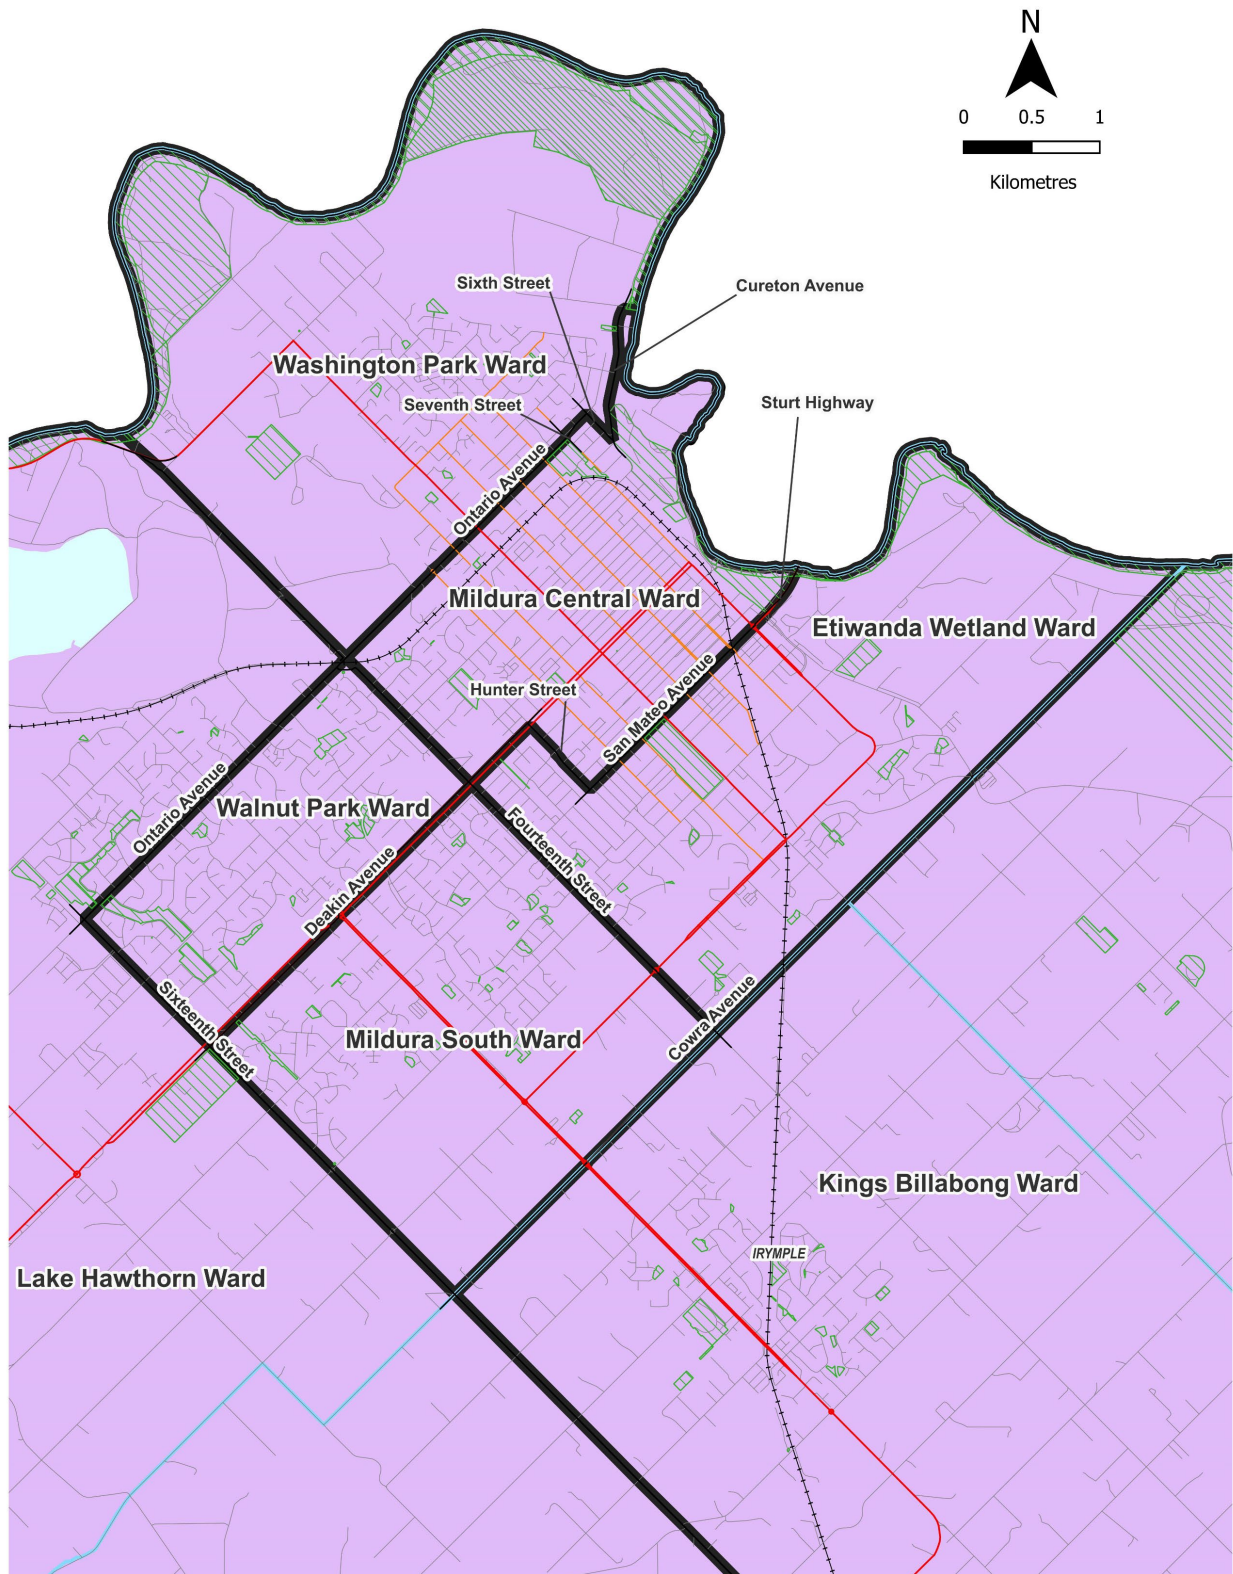 N
0 0.5 1
Kilometres
Sixth Street
Cureton Avenue
Washington Park Ward
Seventh Street
Sturt Highway
Ontario Avenue
Mildura Central Ward
Etiwanda Wetland Ward
Hunter Street
San Mateo Avenue
Ontario Avenue
Walnut Park Ward
Fourteenth Street
Deakin Avenue
Sixteenth Street
Cowra Avenue
Mildura South Ward
Kings Billabong Ward
IRYMPLE
Lake Hawthorn Ward